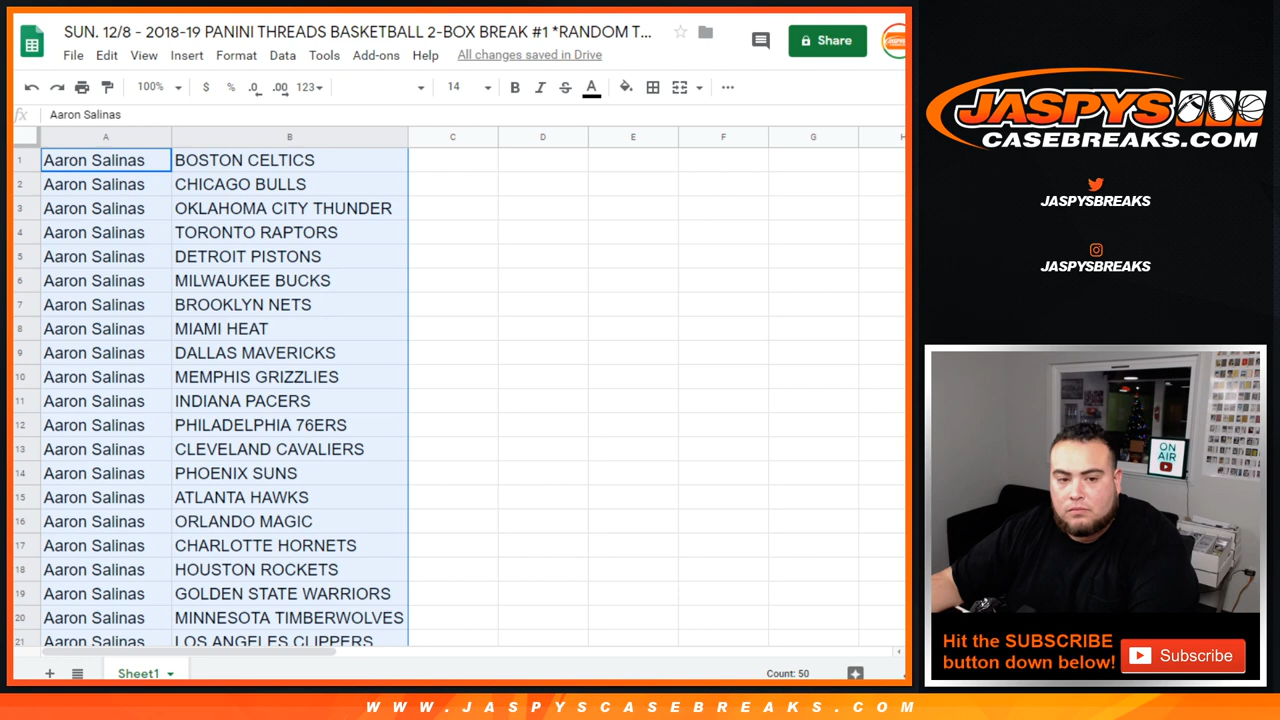 SUN. 12/8 - 2018-19 PANINI THREADS BASKETBALL 2-BOX BREAK #1 *RANDOM T...
File Edit View Insert Format Data Tools Add-ons Help All changes saved in Drive
Share
100% $ % .0 .00 123 14 B I S A
fx Aaron Salinas
A B C D E F G H
1 Aaron Salinas BOSTON CELTICS
2 Aaron Salinas CHICAGO BULLS
3 Aaron Salinas OKLAHOMA CITY THUNDER
4 Aaron Salinas TORONTO RAPTORS
5 Aaron Salinas DETROIT PISTONS
6 Aaron Salinas MILWAUKEE BUCKS
7 Aaron Salinas BROOKLYN NETS
8 Aaron Salinas MIAMI HEAT
9 Aaron Salinas DALLAS MAVERICKS
10 Aaron Salinas MEMPHIS GRIZZLIES
11 Aaron Salinas INDIANA PACERS
12 Aaron Salinas PHILADELPHIA 76ERS
13 Aaron Salinas CLEVELAND CAVALIERS
14 Aaron Salinas PHOENIX SUNS
15 Aaron Salinas ATLANTA HAWKS
16 Aaron Salinas ORLANDO MAGIC
17 Aaron Salinas CHARLOTTE HORNETS
18 Aaron Salinas HOUSTON ROCKETS
19 Aaron Salinas GOLDEN STATE WARRIORS
20 Aaron Salinas MINNESOTA TIMBERWOLVES
21 Aaron Salinas LOS ANGELES CLIPPERS
Sheet1
Count: 50
JASPYS
CASEBREAKS.COM
JASPYSBREAKS
JASPYSBREAKS
ON
AIR
Hit the SUBSCRIBE
button down below!
Subscribe
WWW.JASPYSCASEBREAKS.COM